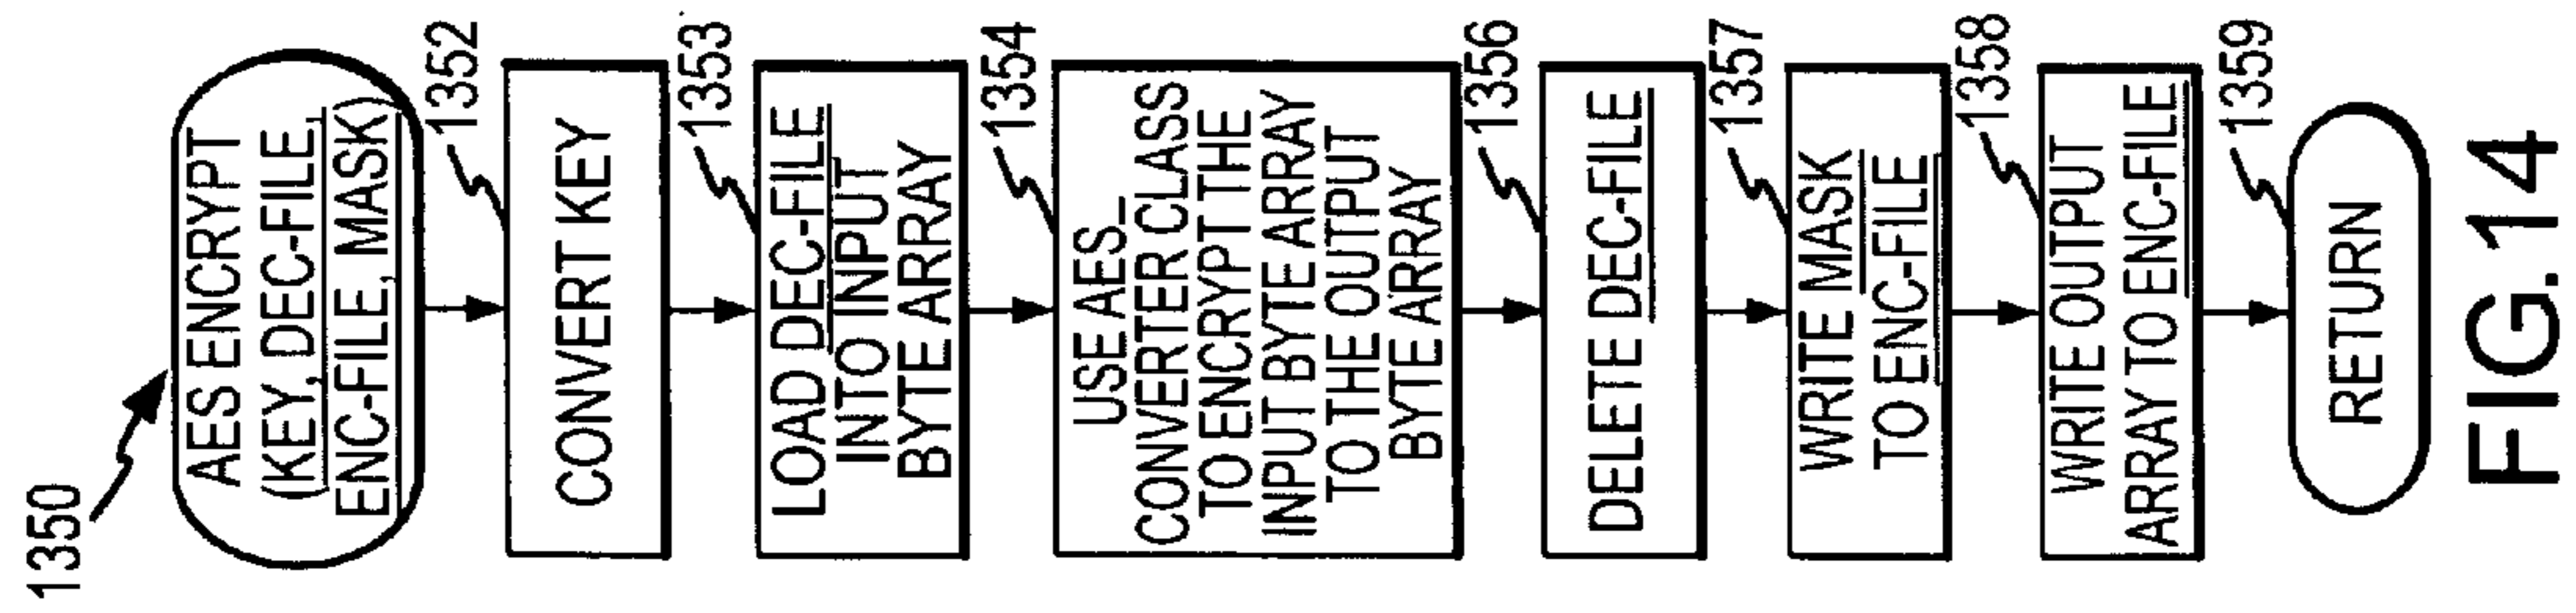 1350
AES ENCRYPT
(KEY, DEC-FILE,
ENC-FILE, MASK)
1352
CONVERT KEY
1353
LOAD DEC-FILE
INTO INPUT
BYTE ARRAY
1354
USE AES_
CONVERTER CLASS
TO ENCRYPT THE
INPUT BYTE ARRAY
TO THE OUTPUT
BYTE ARRAY
1356
DELETE DEC-FILE
1357
WRITE MASK
TO ENC-FILE
1358
WRITE OUTPUT
ARRAY TO ENC-FILE
1359
RETURN
FIG.14